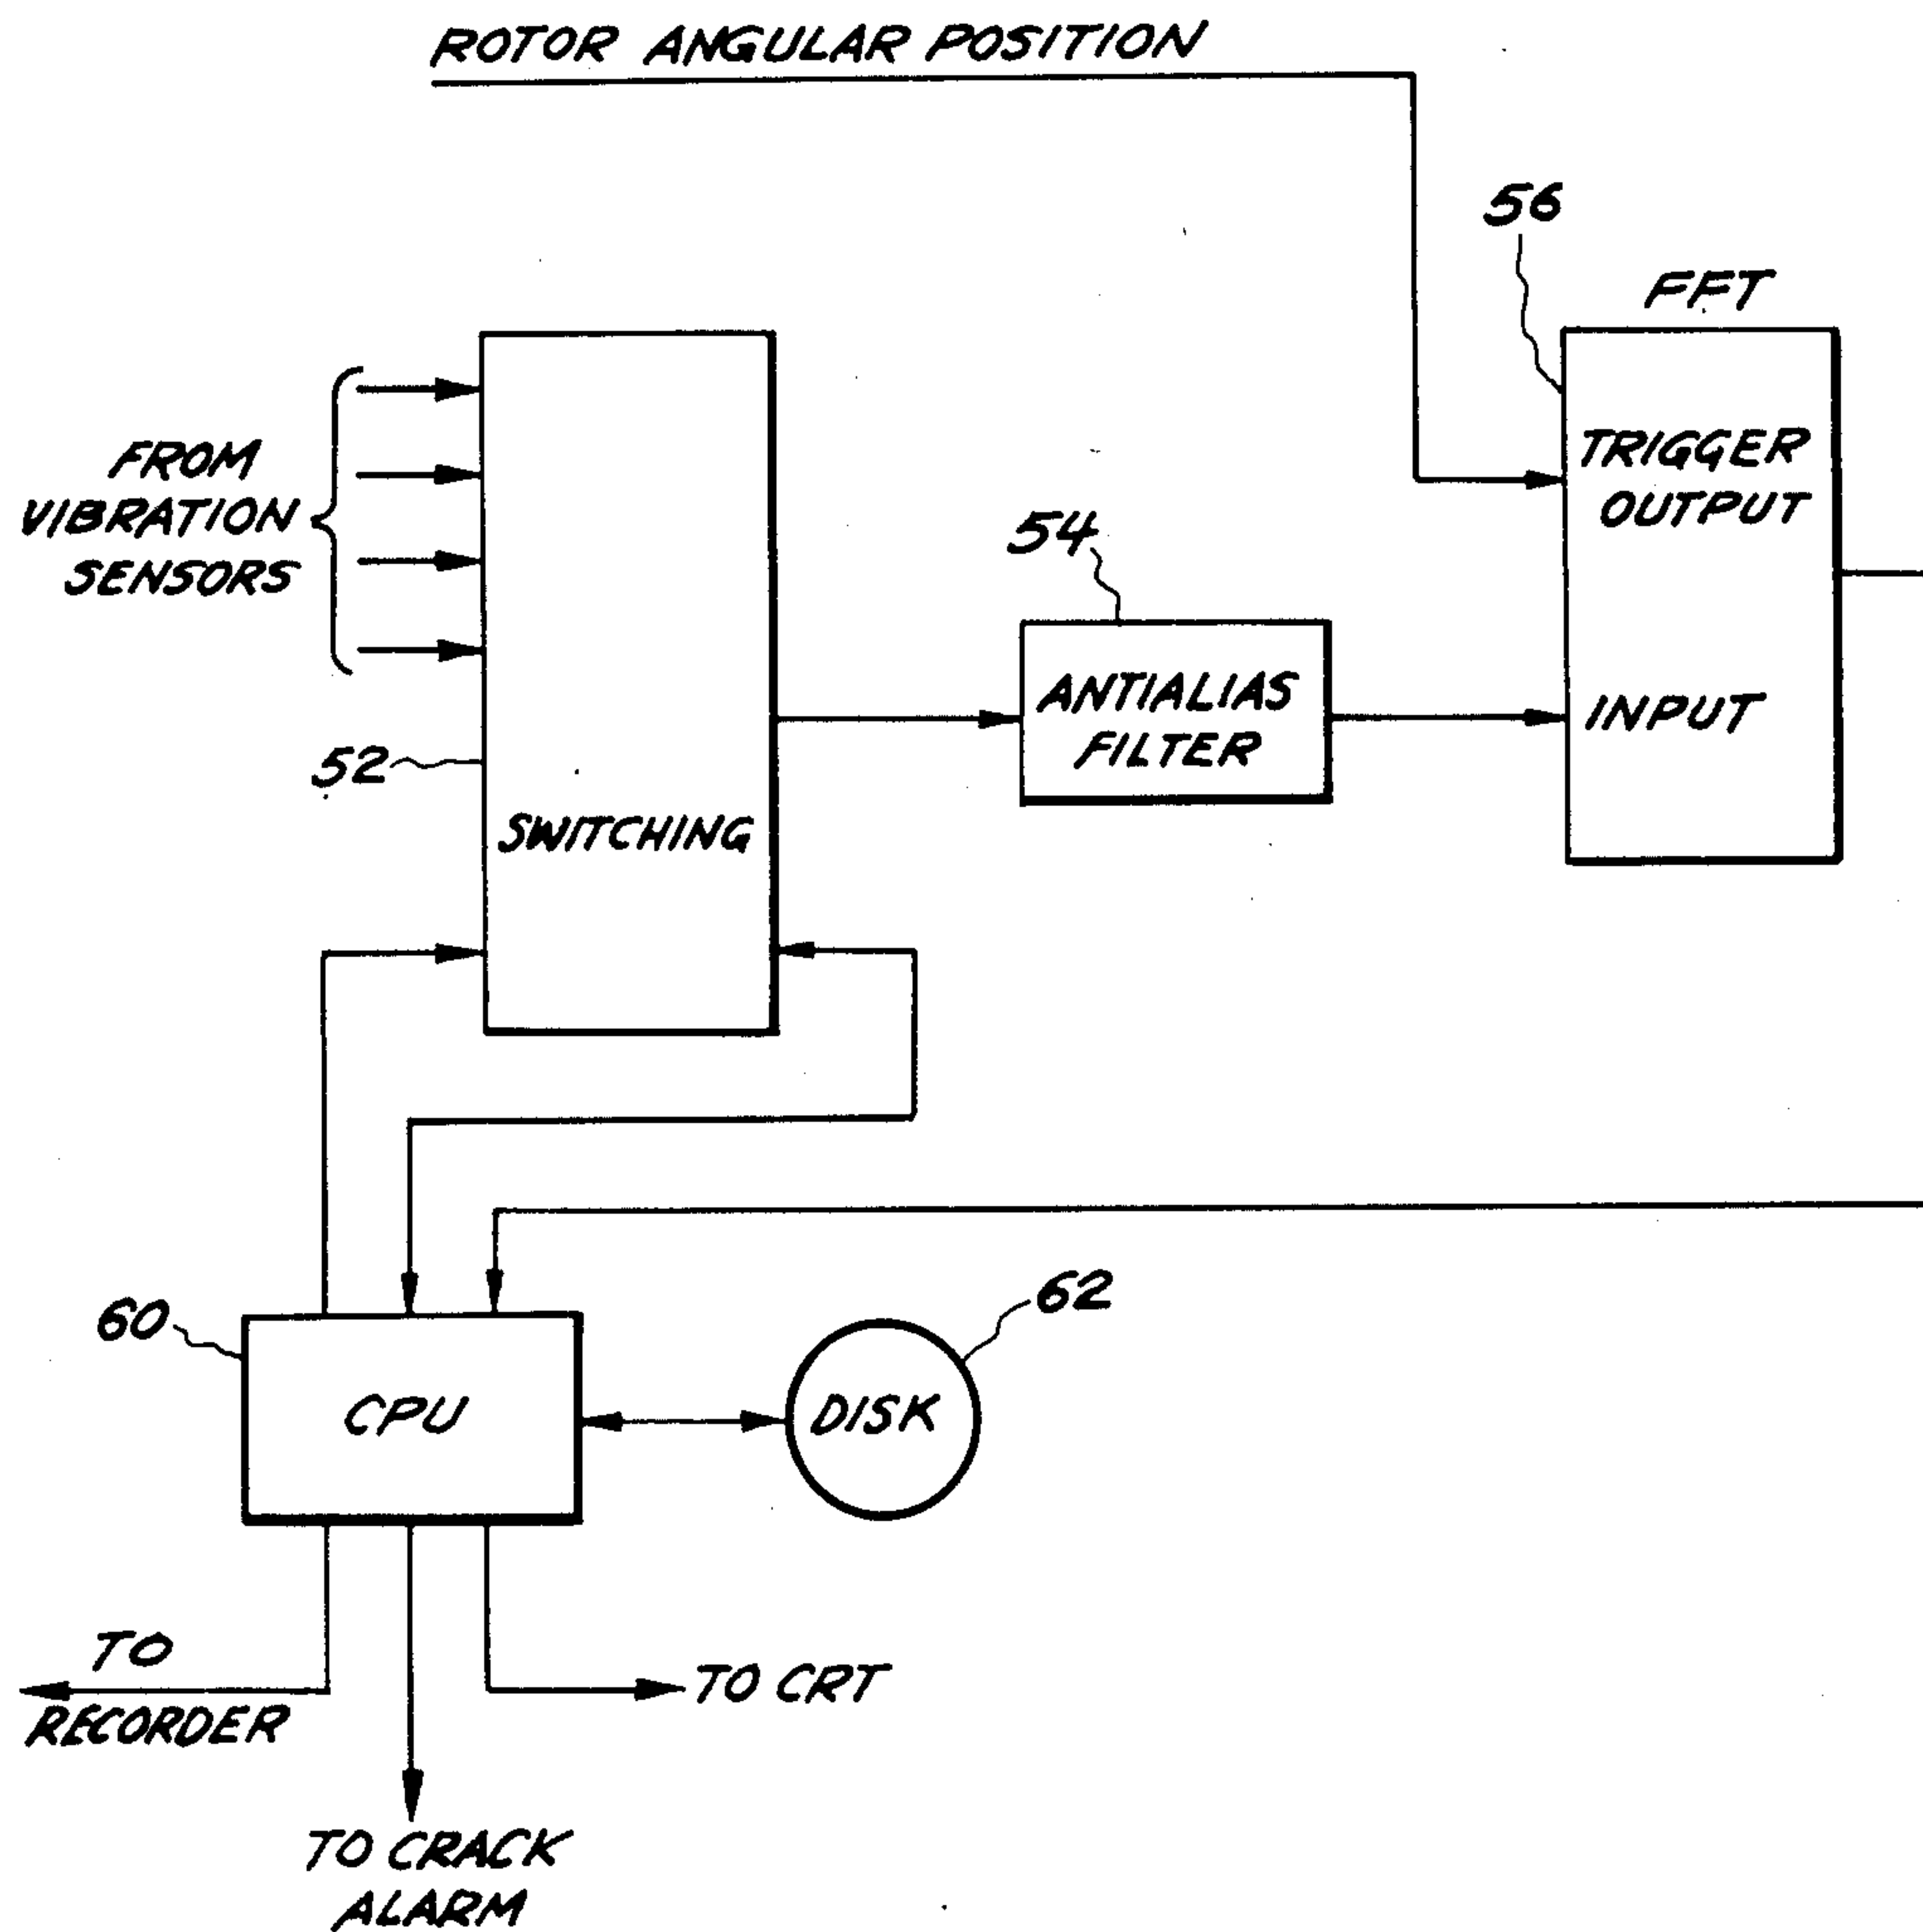 ROTOR ANGULAR POSITION
56
FFT
FROM
VIBRATION
SENSORS
TRIGGER
OUTPUT
54
ANTIALIAS
FILTER
INPUT
52
SWITCHING
60
62
CPU
DISK
TO
RECORDER
TO CRT
TO CRACK
ALARM